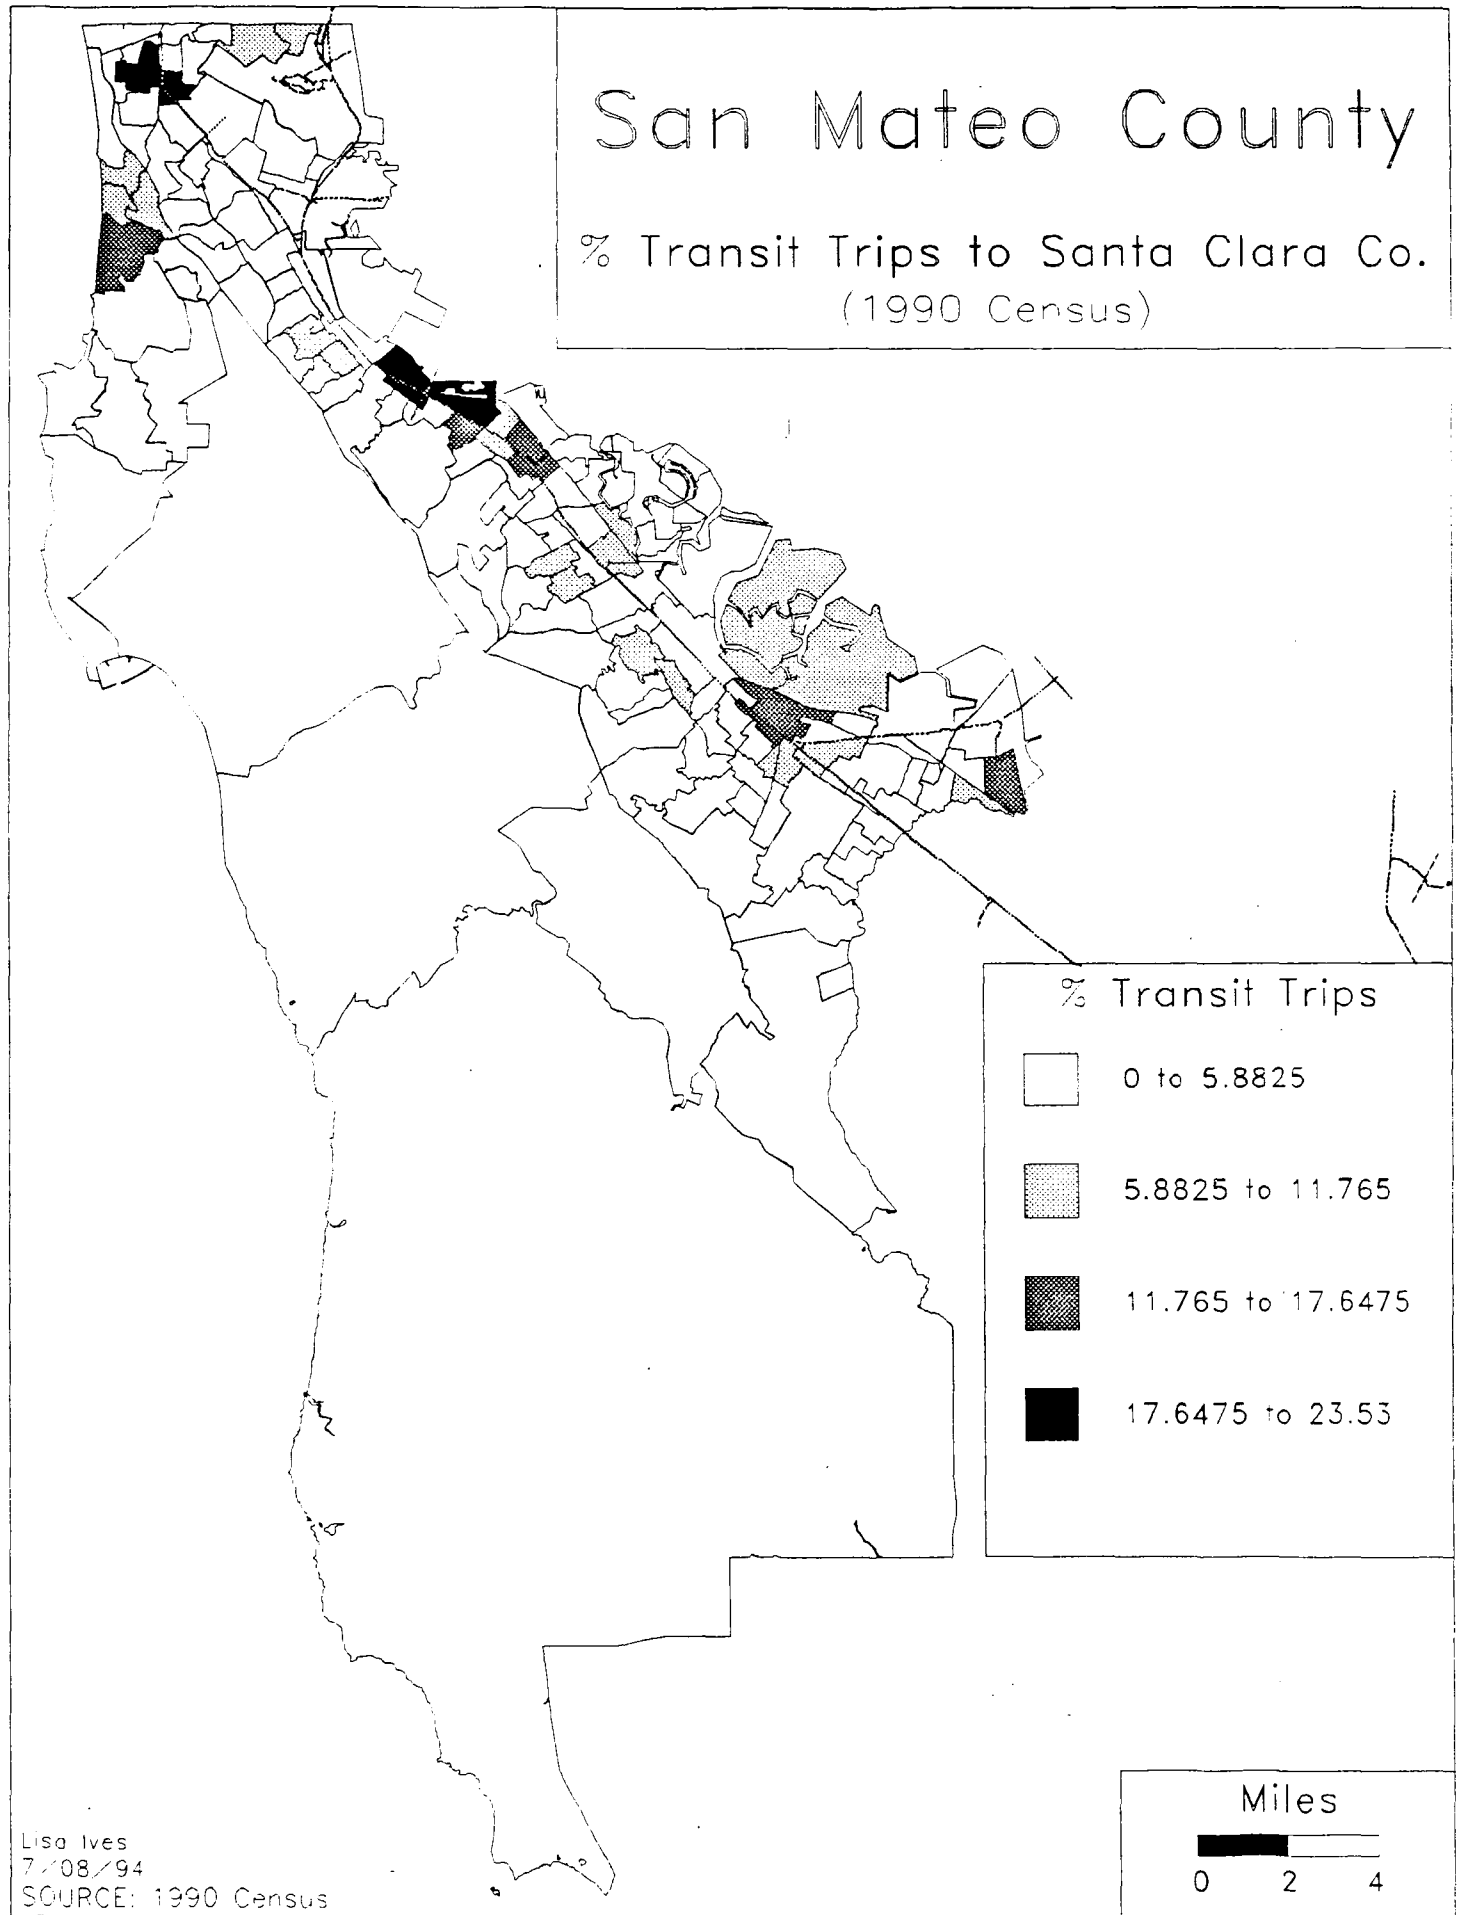 San Mateo County
% Transit Trips to Santa Clara Co.
(1990 Census)
% Transit Trips
0 to 5.8825
5.8825 to 11.765
11.765 to 17.6475
17.6475 to 23.53
Miles
0 2 4
Lisa Ives
7/08/94
SOURCE: 1990 Census